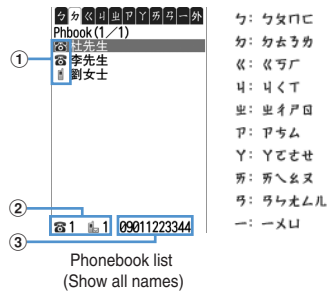 ㄅㄉㄍㄐㄓㄗㄚㄞㄢㄧ外
Phbook(1/1)
① 杜先生
李先生
劉女士
② ③ 1 1 09011223344
Phonebook list
(Show all names)
ㄅ: ㄅㄆㄇㄈ
ㄉ: ㄉㄊㄋㄌ
ㄍ: ㄍㄎㄏ
ㄐ: ㄐㄑㄒ
ㄓ: ㄓㄔㄕㄖ
ㄗ: ㄗㄘㄙ
ㄚ: ㄚㄛㄜㄝ
ㄞ: ㄞㄟㄠㄡ
ㄢ: ㄢㄣㄤㄥㄦ
ㄧ: ㄧㄨㄩ